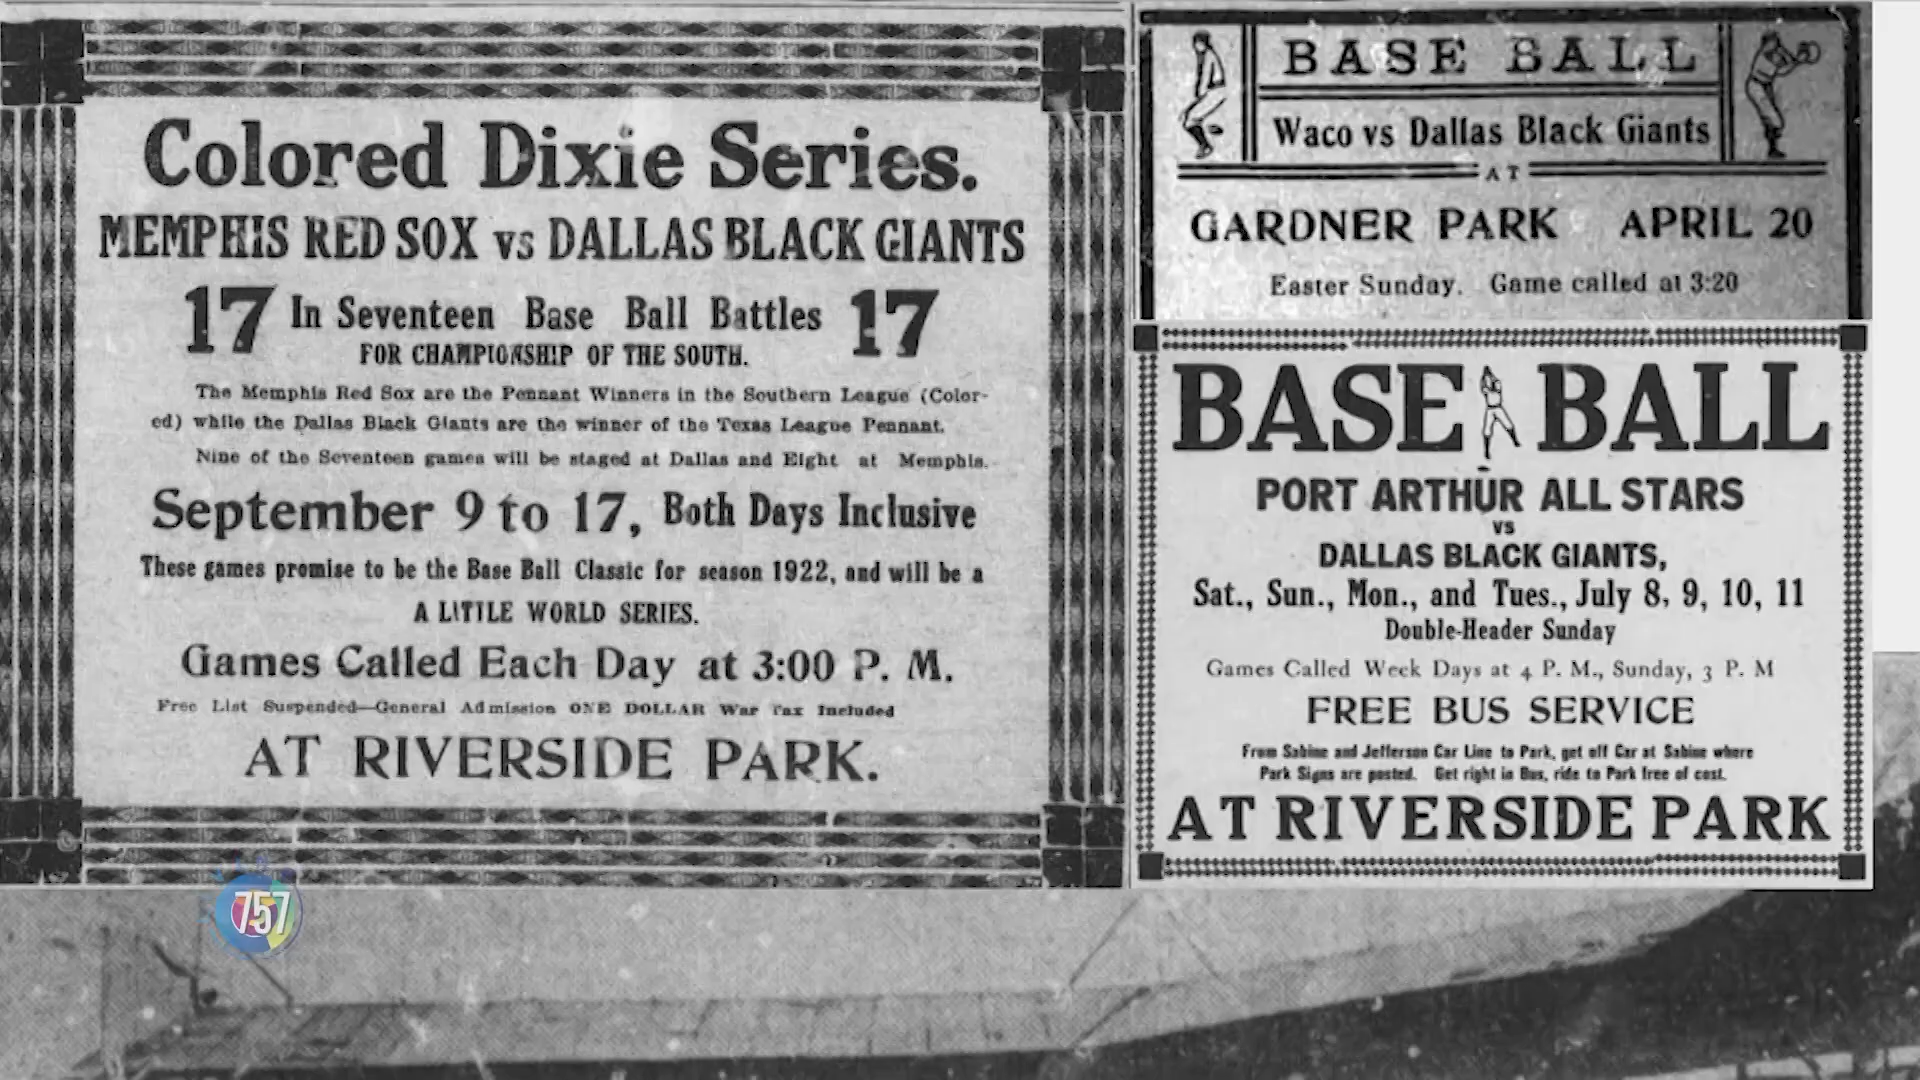 Colored Dixie Series.
MEMPHIS RED SOX vs DALLAS BLACK GIANTS
17 In Seventeen Base Ball Battles 17
FOR CHAMPIONSHIP OF THE SOUTH.
The Memphis Red Sox are the Pennant Winners in the Southern League (Color-
ed) while the Dallas Black Giants are the winner of the Texas League Pennant.
Nine of the Seventeen games will be staged at Dallas and Eight at Memphis.
September 9 to 17, Both Days Inclusive
These games promise to be the Base Ball Classic for season 1922, and will be a
A LITTLE WORLD SERIES.
Games Called Each Day at 3:00 P. M.
Free List Suspended—General Admission ONE DOLLAR War Tax Included
AT RIVERSIDE PARK.
BASE BALL
Waco vs Dallas Black Giants
AT
GARDNER PARK APRIL 20
Easter Sunday. Game called at 3:20
BASE BALL
PORT ARTHUR ALL STARS
vs
DALLAS BLACK GIANTS,
Sat., Sun., Mon., and Tues., July 8, 9, 10, 11
Double-Header Sunday
Games Called Week Days at 4 P. M., Sunday, 3 P. M
FREE BUS SERVICE
From Sabine and Jefferson Car Line to Park, get off Car at Sabine where
Park Signs are posted. Get right in Bus, ride to Park free of cost.
AT RIVERSIDE PARK
757